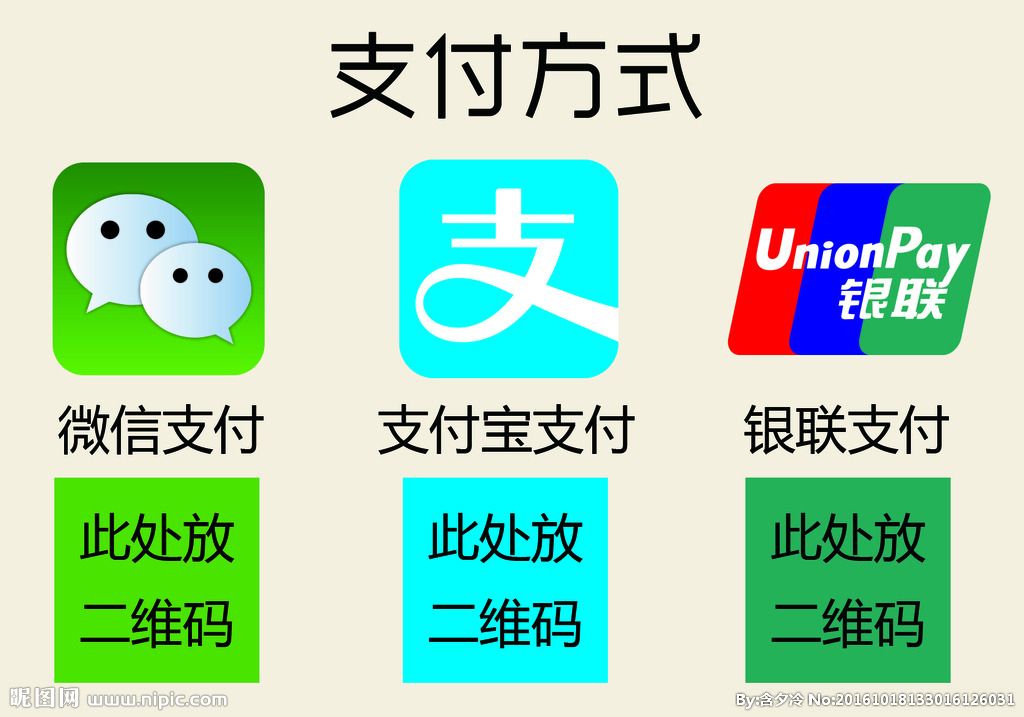 支付方式
支
UnionPay
银联
微信支付
支付宝支付
银联支付
此处放
二维码
此处放
二维码
此处放
二维码
昵图网 www.nipic.com
By:含夕冷 No:20161018133016126031